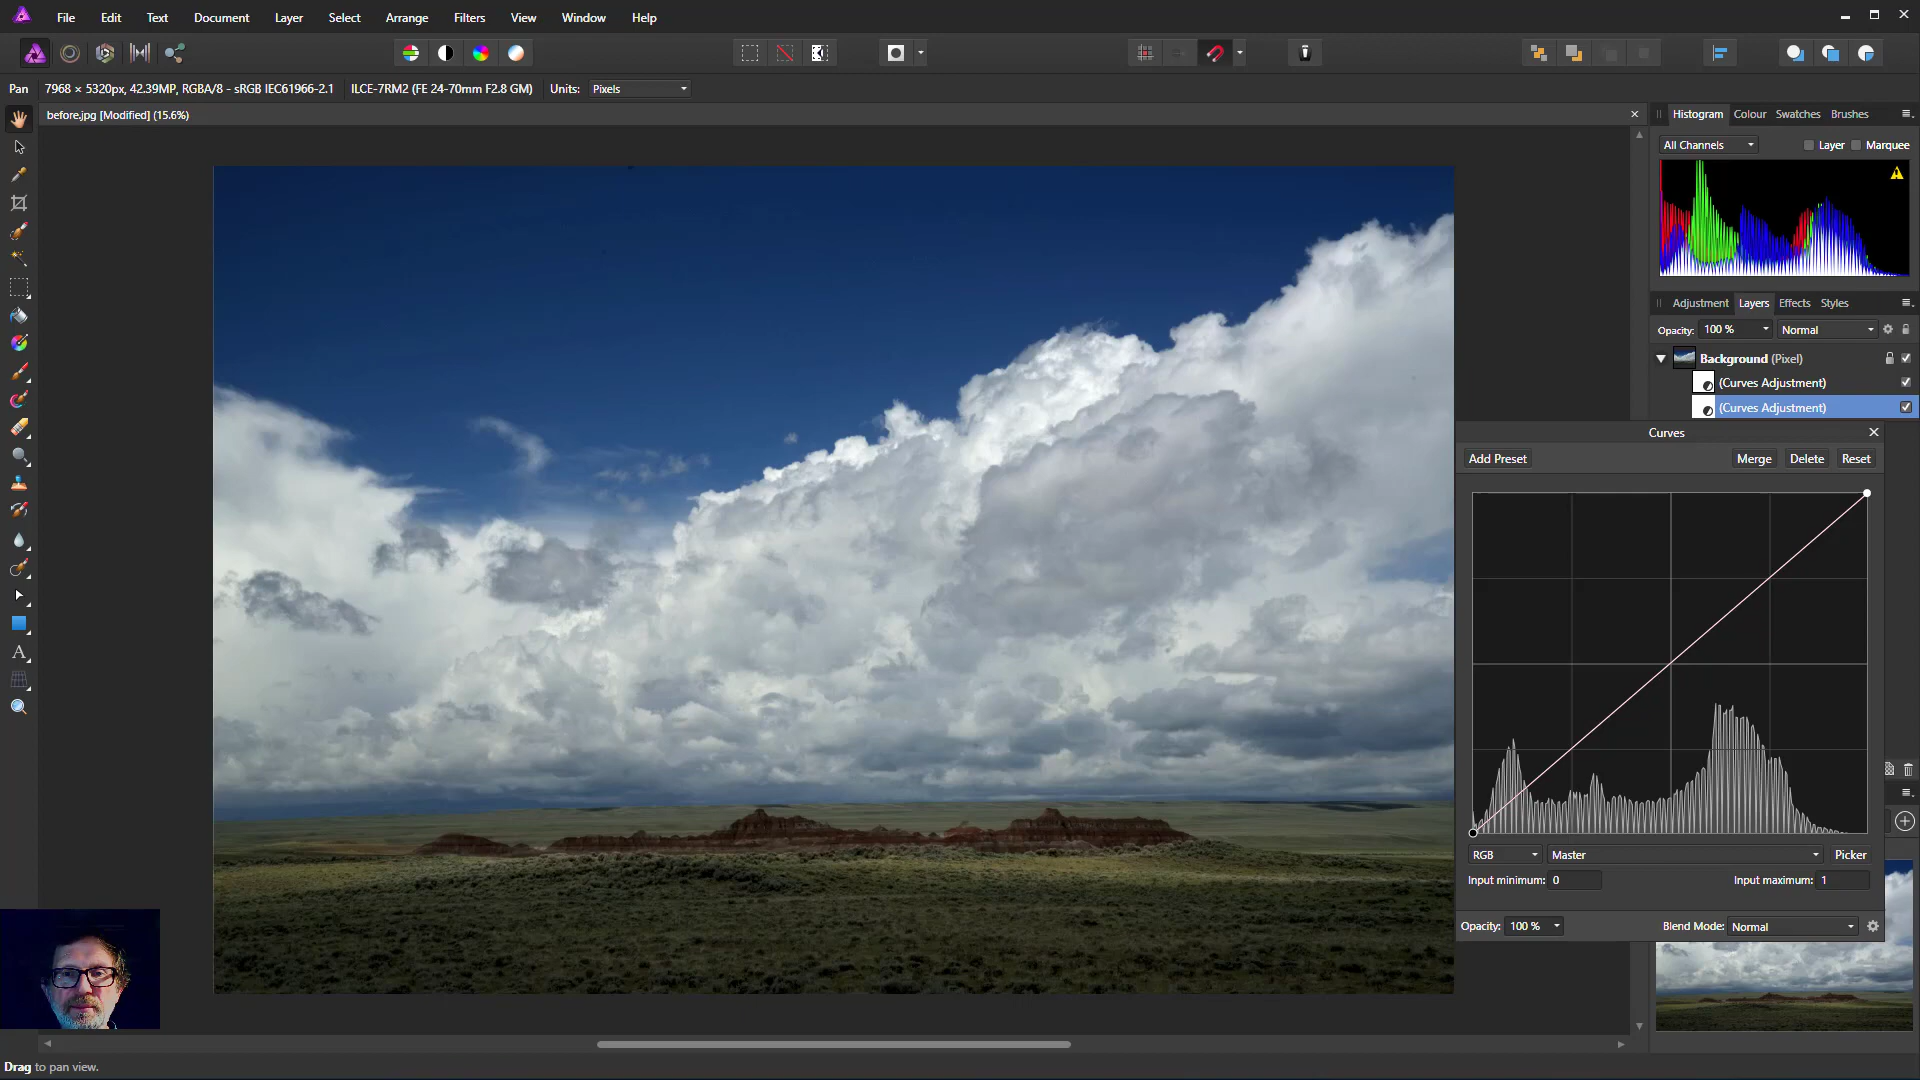 File Edit Text Document Layer Select Arrange Filters View Window Help
Pan 7968 × 5320px, 42.39MP, RGBA/8 - sRGB IEC61966-2.1 ILCE-7RM2 (FE 24-70mm F2.8 GM) Units: Pixels
before.jpg [Modified] (15.6%)
Histogram Colour Swatches Brushes
All Channels Layer Marquee
Adjustment Layers Effects Styles
Opacity: 100 % Normal
Background (Pixel)
(Curves Adjustment)
(Curves Adjustment)
Curves
Add Preset Merge Delete Reset
RGB Master Picker
Input minimum: 0 Input maximum: 1
Opacity: 100 % Blend Mode: Normal
A
Drag to pan view.